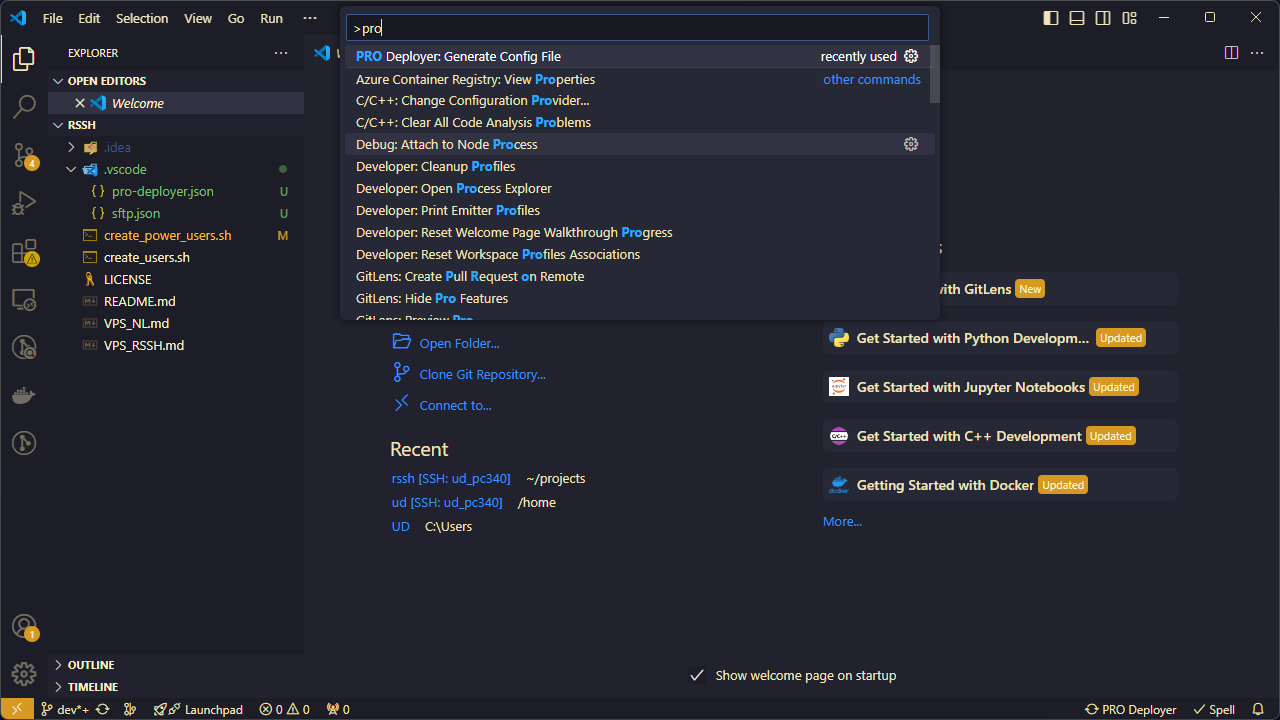 File Edit Selection View Go Run ···
>pro
EXPLORER
PRO Deployer: Generate Config File recently used
Azure Container Registry: View Properties other commands
C/C++: Change Configuration Provider...
C/C++: Clear All Code Analysis Problems
Debug: Attach to Node Process
Developer: Cleanup Profiles
Developer: Open Process Explorer
Developer: Print Emitter Profiles
Developer: Reset Welcome Page Walkthrough Progress
Developer: Reset Workspace Profiles Associations
GitLens: Create Pull Request on Remote
GitLens: Hide Pro Features
GitLens: Preview Pro
OPEN EDITORS
Welcome
RSSH
.idea
.vscode
pro-deployer.json U
sftp.json U
create_power_users.sh M
create_users.sh
LICENSE
README.md
VPS_NL.md
VPS_RSSH.md
4
1
Open Folder...
Clone Git Repository...
Connect to...
Recent
rssh [SSH: ud_pc340] ~/projects
ud [SSH: ud_pc340] /home
UD C:\Users
with GitLens New
Get Started with Python Developm... Updated
Get Started with Jupyter Notebooks Updated
C/C++ Get Started with C++ Development Updated
docker Getting Started with Docker Updated
More...
OUTLINE
TIMELINE
Show welcome page on startup
dev*+ Launchpad 0 0 0 PRO Deployer Spell